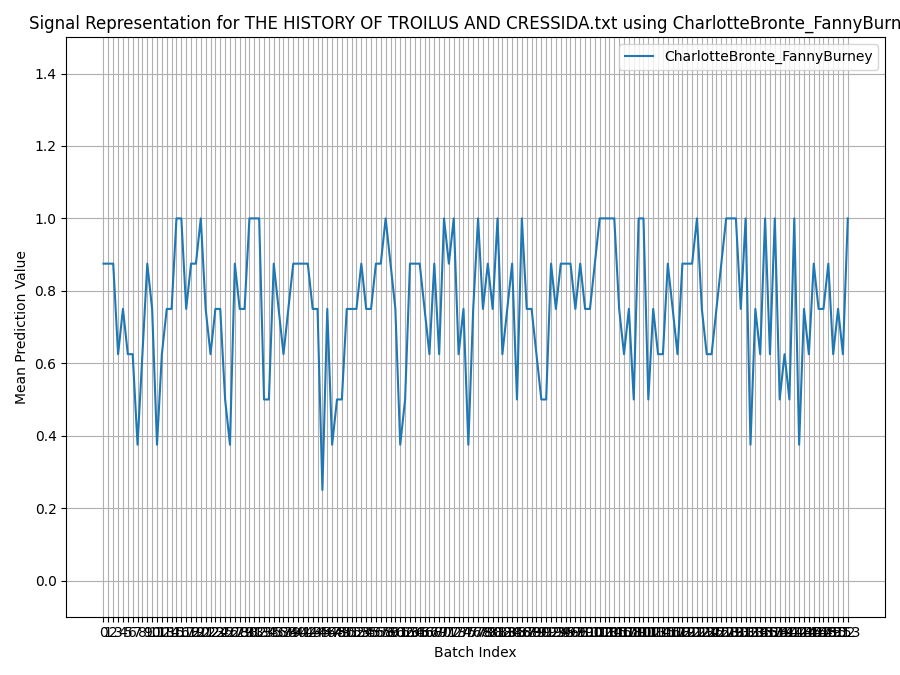 Signal Representation for THE HISTORY OF TROILUS AND CRESSIDA.txt using CharlotteBronte_FannyBurn
CharlotteBronte_FannyBurney
1.4
1.2
1.0
0.8
0.6
0.4
0.2
0.0
Mean Prediction Value
Batch Index